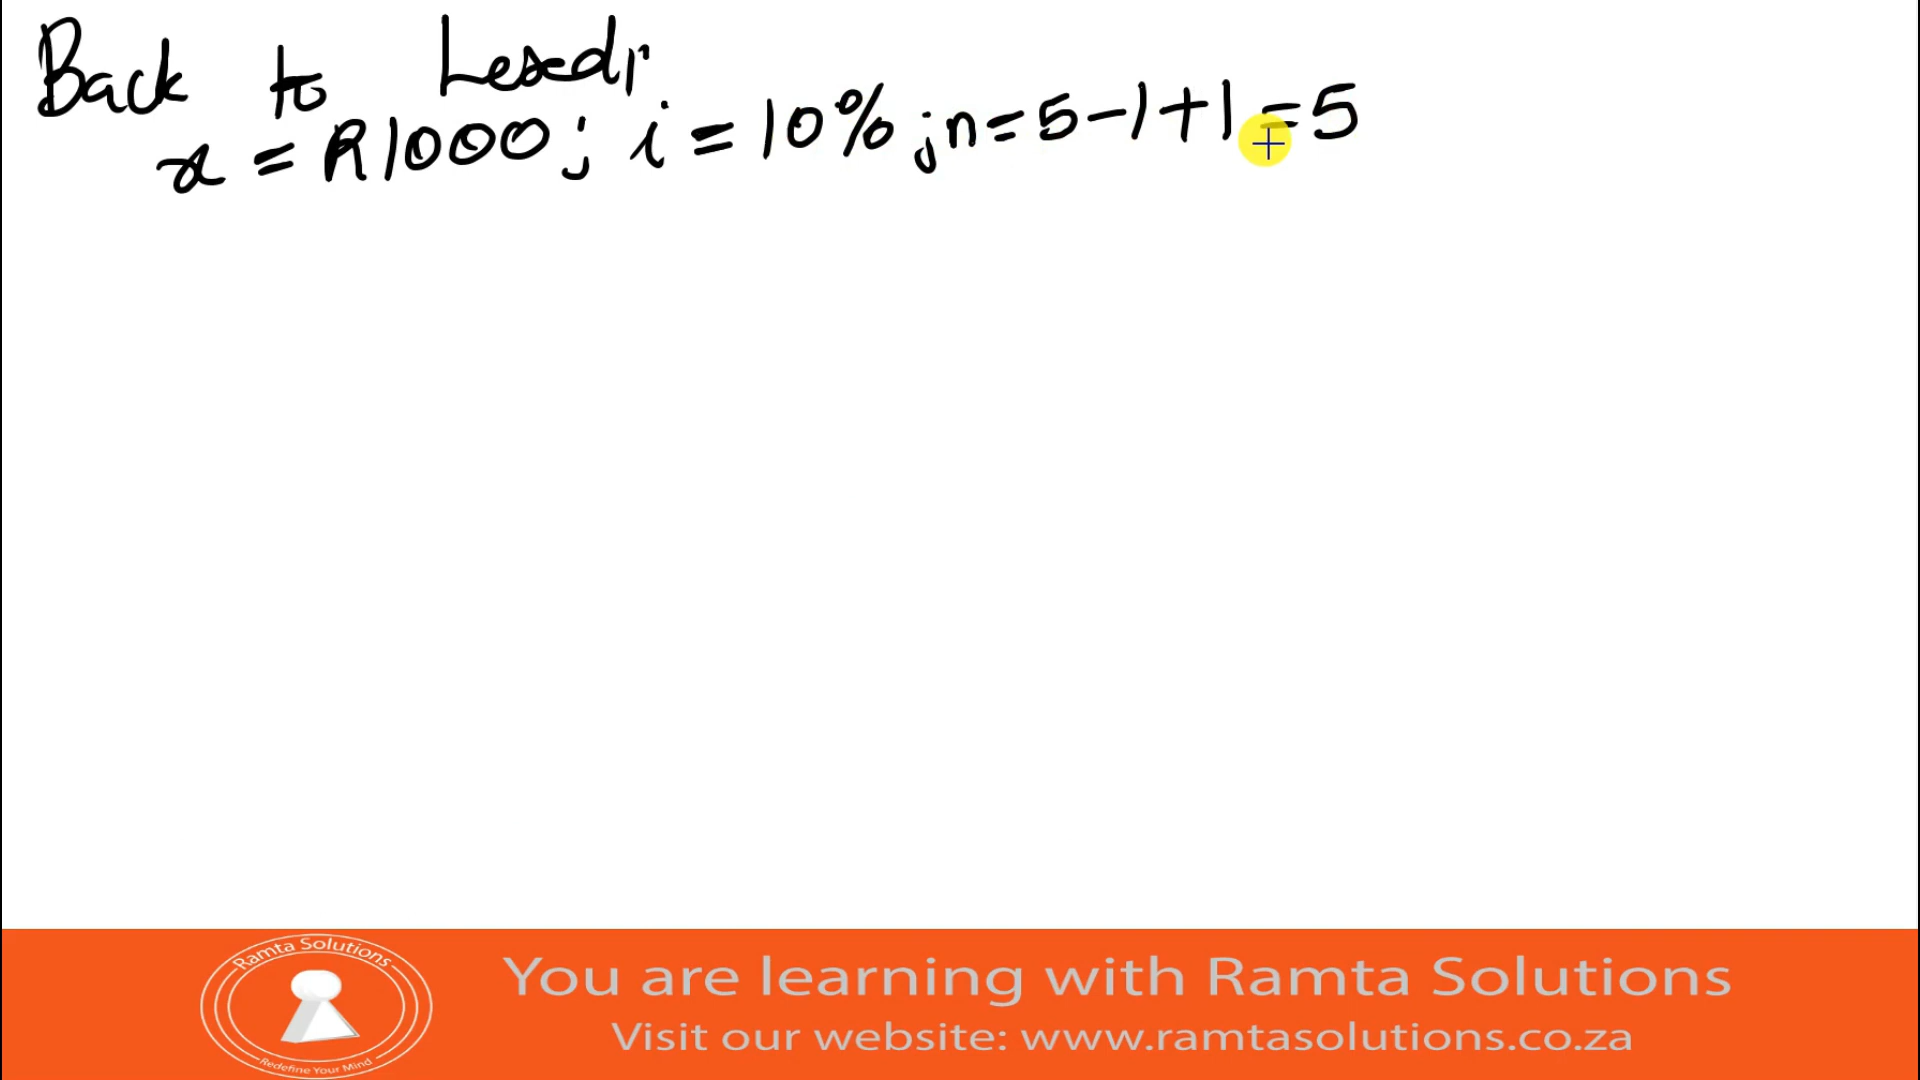 Back to Lesedi
x = R1000; i = 10%; n = 5-1+1 = 5
Ramta Solutions
Redefine Your Mind
You are learning with Ramta Solutions
Visit our website: www.ramtasolutions.co.za